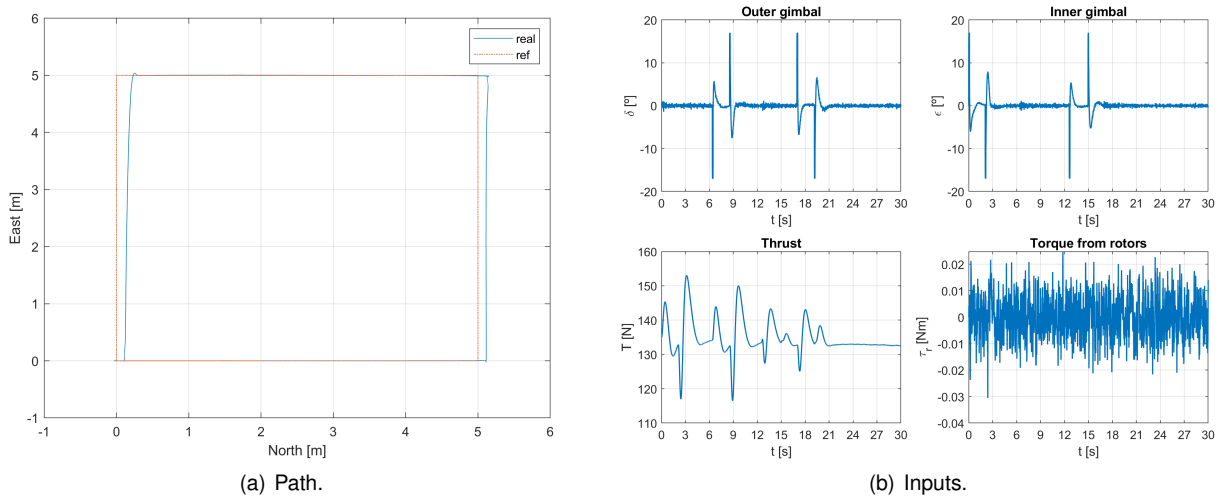 6
5
4
3
2
1
0
-1
-1
0
1
2
3
4
5
6
East [m]
North [m]
real
ref
(a) Path.
Outer gimbal
20
10
0
-10
-20
δ [º]
0 3 6 9 12 15 18 21 24 27 30
t [s]
Inner gimbal
20
10
0
-10
-20
ϵ [º]
0 3 6 9 12 15 18 21 24 27 30
t [s]
Thrust
160
150
140
130
120
110
T [N]
0 3 6 9 12 15 18 21 24 27 30
t [s]
Torque from rotors
0.02
0.01
0
-0.01
-0.02
-0.03
-0.04
τr [Nm]
0 3 6 9 12 15 18 21 24 27 30
t [s]
(b) Inputs.